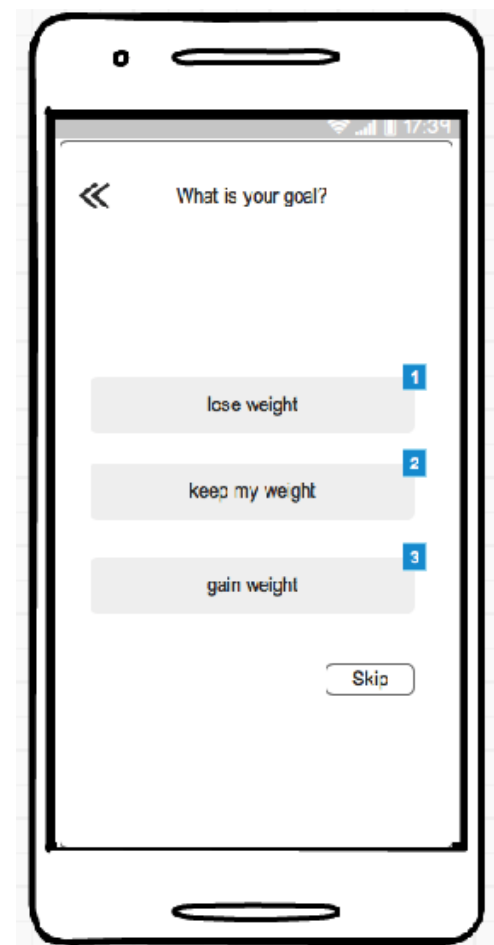 17:39
What is your goal?
1
lose weight
2
keep my weight
3
gain weight
Skip